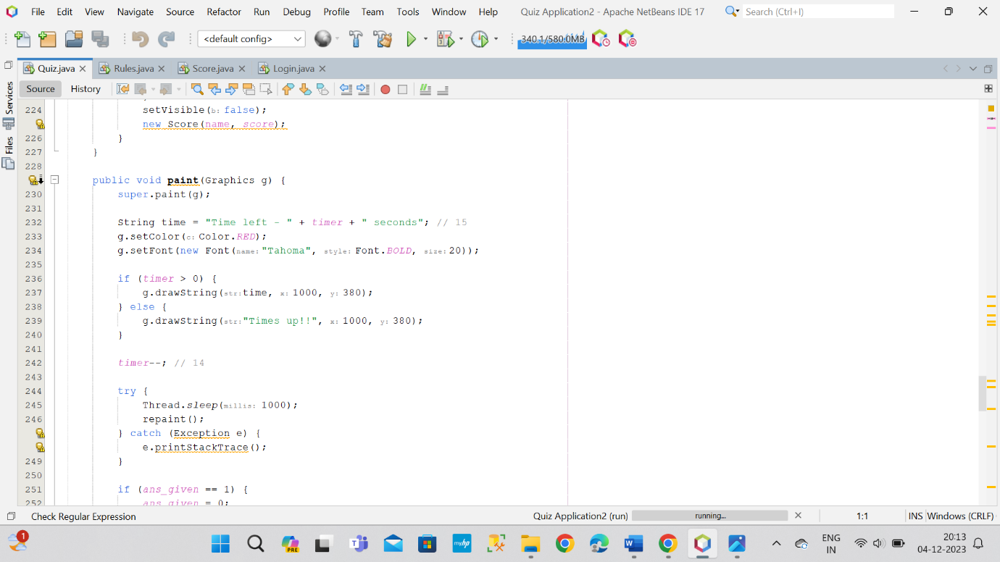 File Edit View Navigate Source Refactor Run Debug Profile Team Tools Window Help Quiz Application2 - Apache NetBeans IDE 17 Search (Ctrl+I)
<default config> 340.1/580.0MB
Quiz.java Rules.java Score.java Login.java
Source History
Services
Files
224 setVisible(b: false);
new Score(name, score);
226 }
227 }
228
public void paint(Graphics g) {
230 super.paint(g);
231
232 String time = "Time left - " + timer + " seconds"; // 15
233 g.setColor(c: Color.RED);
234 g.setFont(new Font(name: "Tahoma", style: Font.BOLD, size: 20));
235
236 if (timer > 0) {
237 g.drawString(str: time, x: 1000, y: 380);
238 } else {
239 g.drawString(str: "Times up!!", x: 1000, y: 380);
240 }
241
242 timer--; // 14
243
244 try {
245 Thread.sleep(millis: 1000);
246 repaint();
} catch (Exception e) {
e.printStackTrace();
249 }
250
251 if (ans_given == 1) {
252 ans_given = 0;
Check Regular Expression Quiz Application2 (run) running... 1:1 INS Windows (CRLF)
1 PRE myhp ENG IN 20:13
04-12-2023